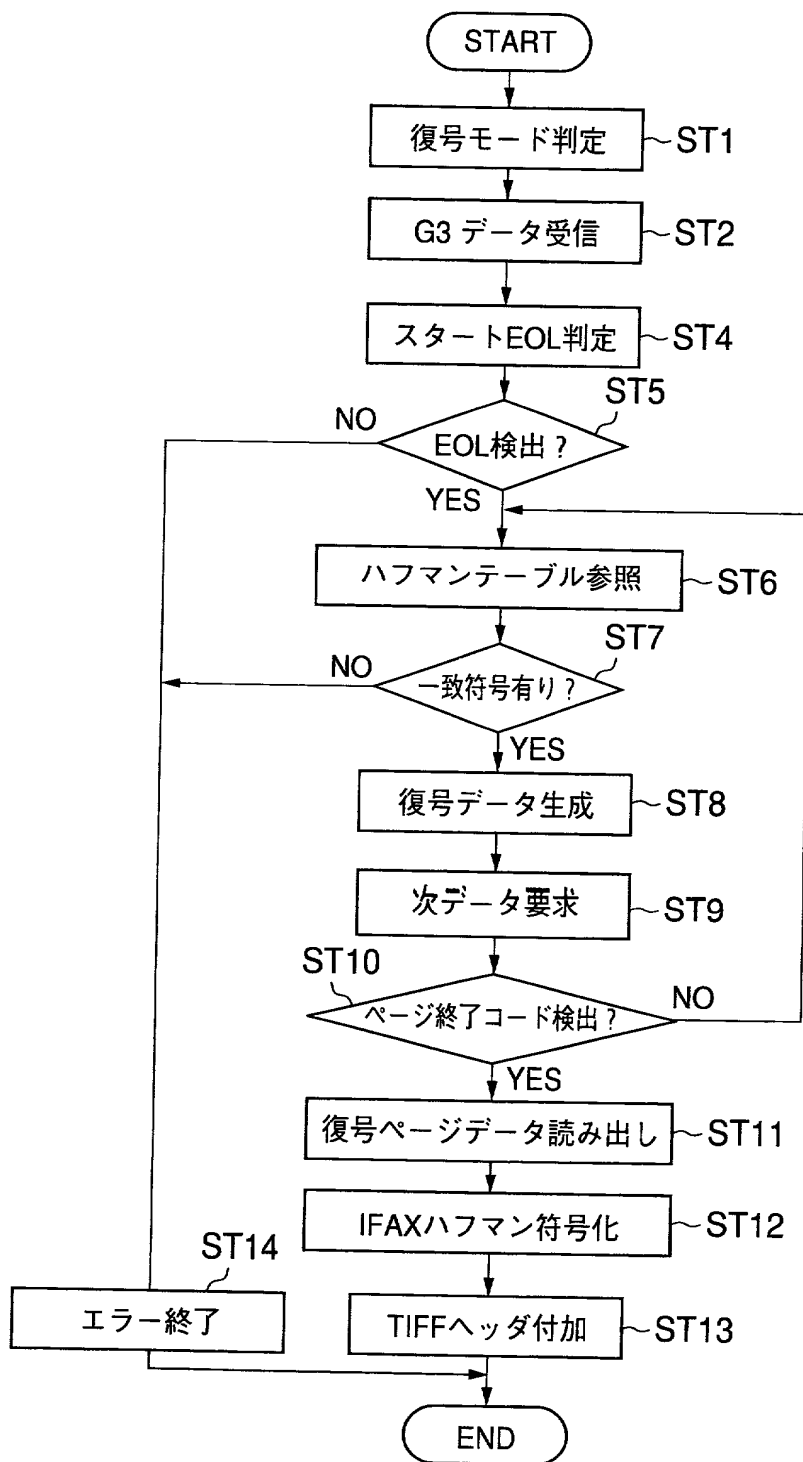 START
復号モード判定
ST1
G3 データ受信
ST2
スタートEOL判定
ST4
ST5
NO
EOL検出？
YES
ハフマンテーブル参照
ST6
ST7
NO
一致符号有り？
YES
復号データ生成
ST8
次データ要求
ST9
ST10
ページ終了コード検出？
NO
YES
復号ページデータ読み出し
ST11
IFAXハフマン符号化
ST12
ST14
エラー終了
TIFFヘッダ付加
ST13
END